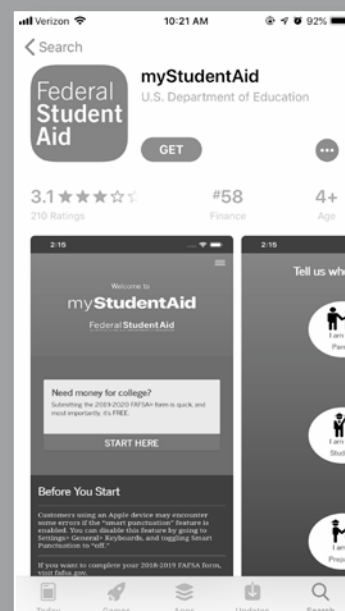 Verizon 10:21 AM 92%
Search
Federal
Student
Aid
myStudentAid
U.S. Department of Education
GET
3.1 #58 4+
210 Ratings Finance Age
2:15
Welcome to
myStudentAid
Federal Student Aid
Need money for college?
Submitting the 2019-2020 FAFSA® form is quick, and
most importantly, it's FREE.
START HERE
Before You Start
Customers using an Apple device may encounter
some errors if the "smart punctuation" feature is
enabled. You can disable this feature by going to
Settings> General> Keyboards, and toggling Smart
Punctuation to "off."
If you want to complete your 2018-2019 FAFSA form,
visit fafsa.gov.
2:15
Tell us who
I am
Stud
I am
Today Games Apps Updates Search